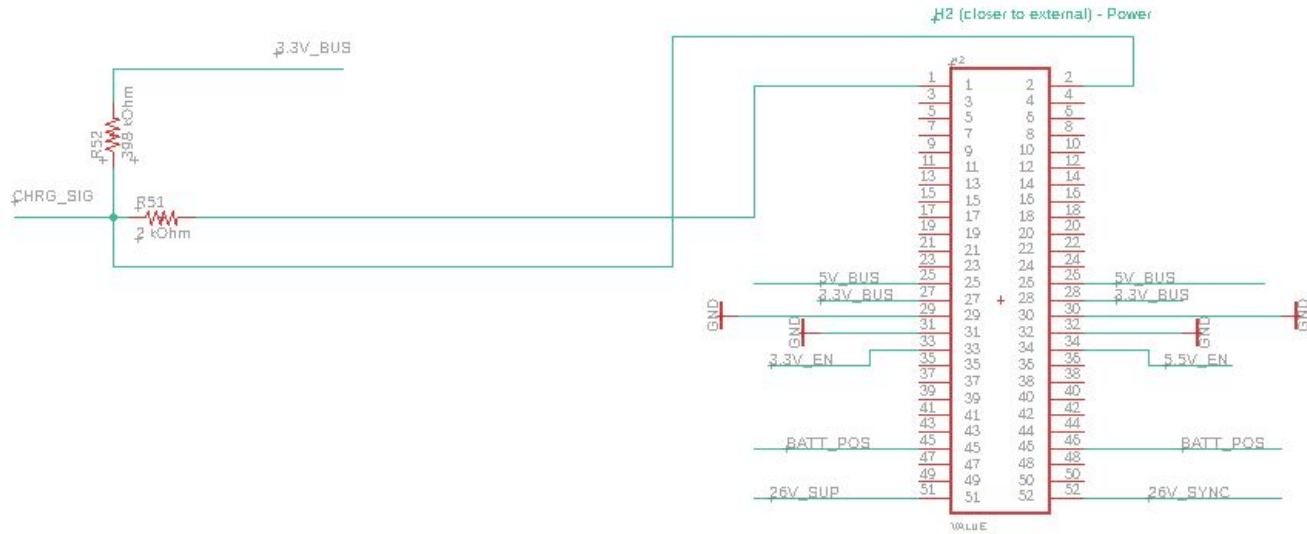 H2 (closer to external) - Power
3.3V_BUS
R52
398 kOhm
CHRG_SIG
R51
2 kOhm
H2
1 1 2 2
3 3 4 4
5 5 6 6
7 7 8 8
9 9 10 10
11 11 12 12
13 13 14 14
15 15 16 16
17 17 18 18
19 19 20 20
21 21 22 22
23 23 24 24
5V_BUS 25 25 26 26 5V_BUS
3.3V_BUS 27 27 28 28 3.3V_BUS
GND 29 29 30 30 GND
GND 31 31 32 32 GND
33 33 34 34
3.3V_EN 35 35 36 36 5.5V_EN
37 37 38 38
39 39 40 40
41 41 42 42
43 43 44 44
BATT_POS 45 45 46 46 BATT_POS
47 47 48 48
49 49 50 50
26V_SUP 51 51 52 52 26V_SYNC
VALUE